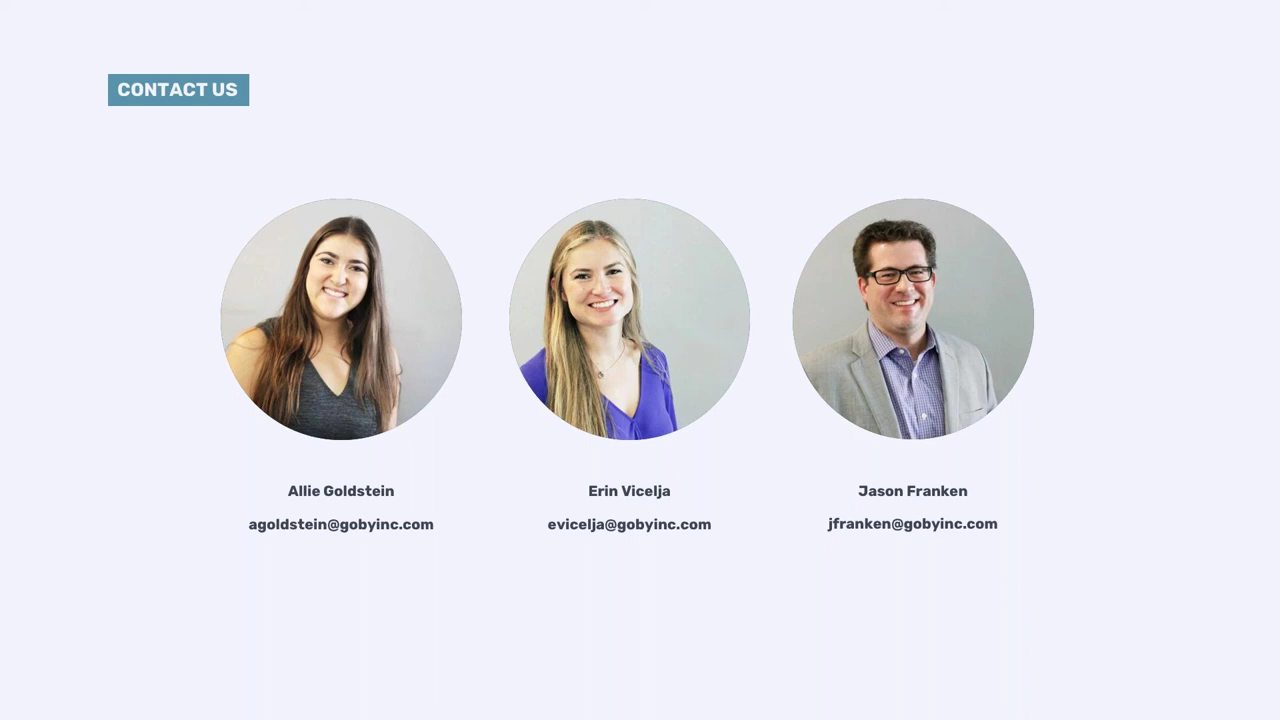 CONTACT US
Allie Goldstein
agoldstein@gobyinc.com
Erin Vicelja
evicelja@gobyinc.com
Jason Franken
jfranken@gobyinc.com